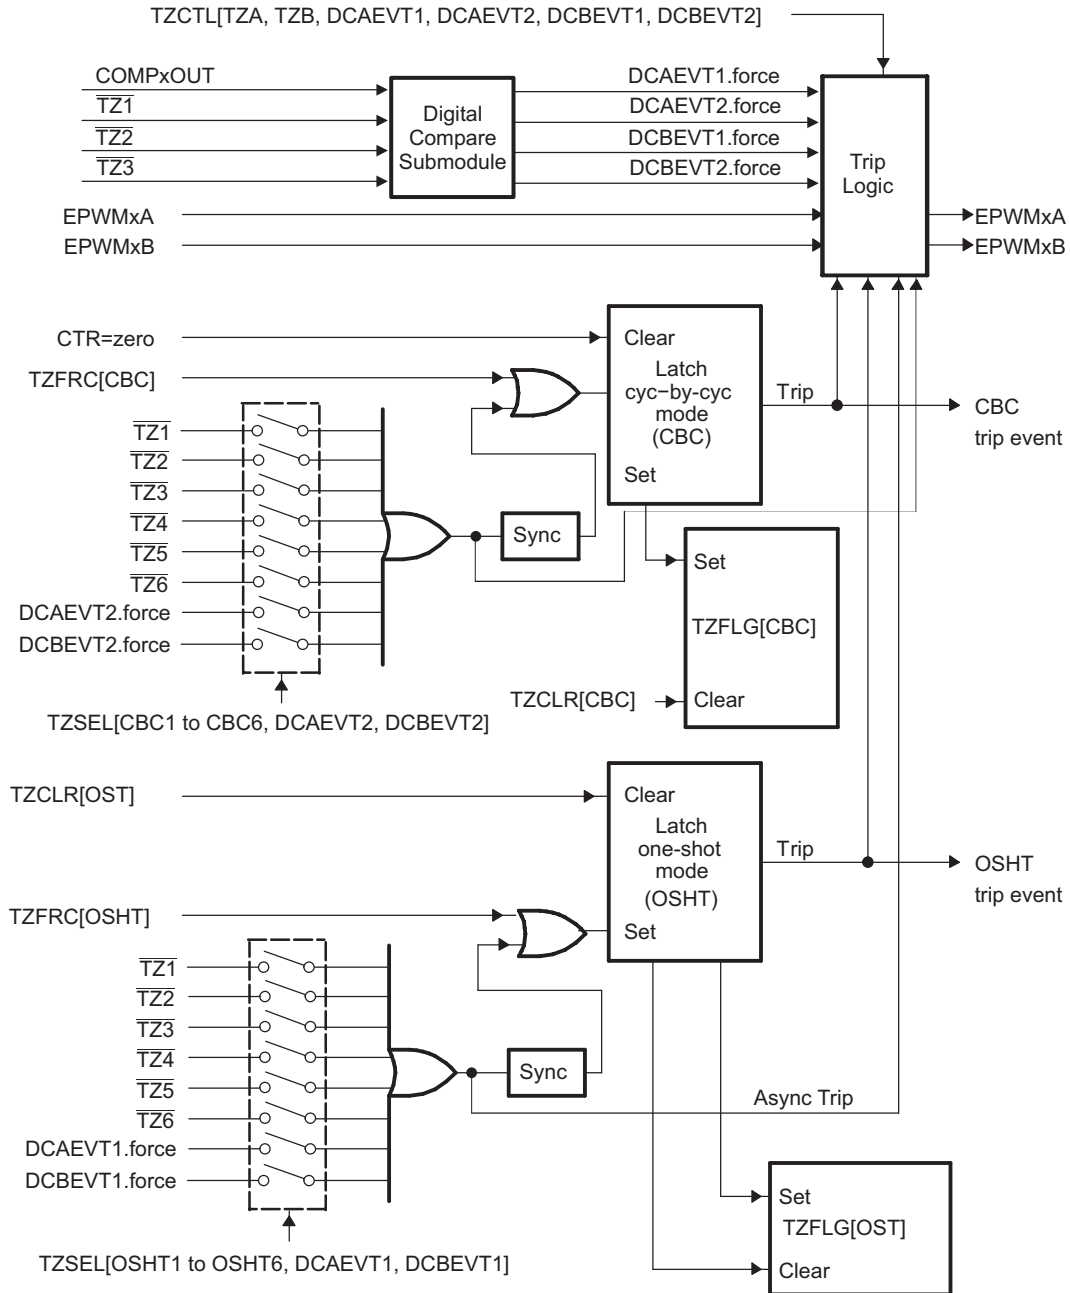 TZCTL[TZA, TZB, DCAEVT1, DCAEVT2, DCBEVT1, DCBEVT2]
COMPxOUT
TZ1
TZ2
TZ3
Digital
Compare
Submodule
DCAEVT1.force
DCAEVT2.force
DCBEVT1.force
DCBEVT2.force
Trip
Logic
EPWMxA
EPWMxB
EPWMxA
EPWMxB
CTR=zero
TZFRC[CBC]
Clear
Latch
cyc−by-cyc
mode
(CBC)
Set
Trip
CBC
trip event
TZ1
TZ2
TZ3
TZ4
TZ5
TZ6
DCAEVT2.force
DCBEVT2.force
Sync
Set
TZFLG[CBC]
Clear
TZCLR[CBC]
TZSEL[CBC1 to CBC6, DCAEVT2, DCBEVT2]
TZCLR[OST]
Clear
Latch
one-shot
mode
(OSHT)
Set
Trip
OSHT
trip event
TZFRC[OSHT]
TZ1
TZ2
TZ3
TZ4
TZ5
TZ6
DCAEVT1.force
DCBEVT1.force
Sync
Async Trip
Set
TZFLG[OST]
Clear
TZSEL[OSHT1 to OSHT6, DCAEVT1, DCBEVT1]